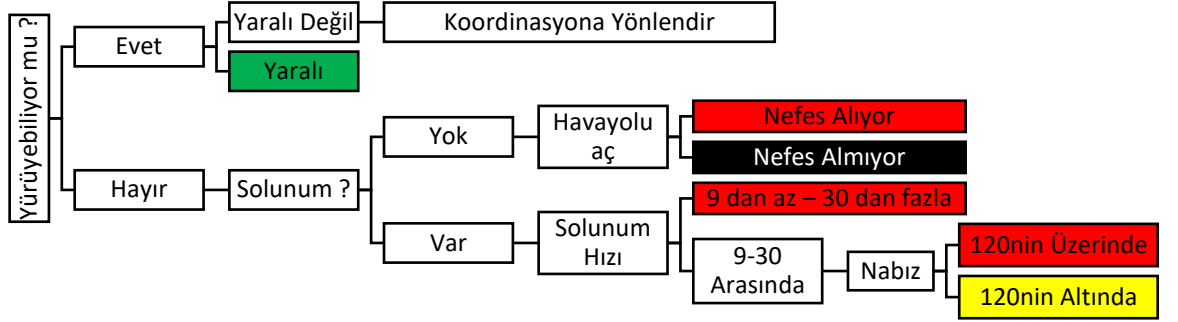 Yürüyebiliyor mu ?
Evet
Yaralı Değil
Koordinasyona Yönlendir
Yaralı
Hayır
Solunum ?
Yok
Havayolu
aç
Nefes Alıyor
Nefes Almıyor
Var
Solunum
Hızı
9 dan az – 30 dan fazla
9-30
Arasında
Nabız
120nin Üzerinde
120nin Altında